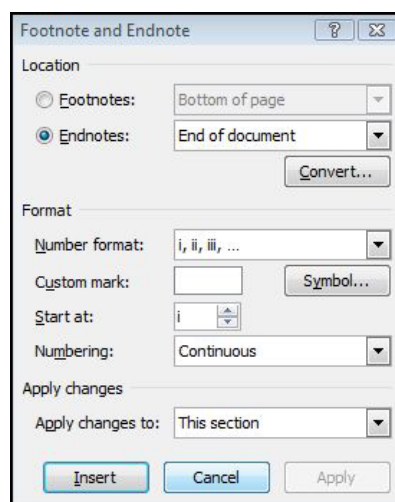 Footnote and Endnote
Location
Footnotes: Bottom of page
Endnotes: End of document
Convert...
Format
Number format: i, ii, iii, ...
Custom mark: Symbol...
Start at: i
Numbering: Continuous
Apply changes
Apply changes to: This section
Insert Cancel Apply